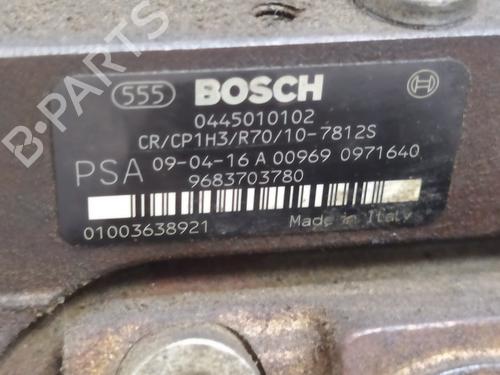 555 BOSCH
0445010102
CR/CP1H3/R70/10-7812S
PSA 09-04-16 A 00969 0971640
9683703780
01003638921 Made in Italy